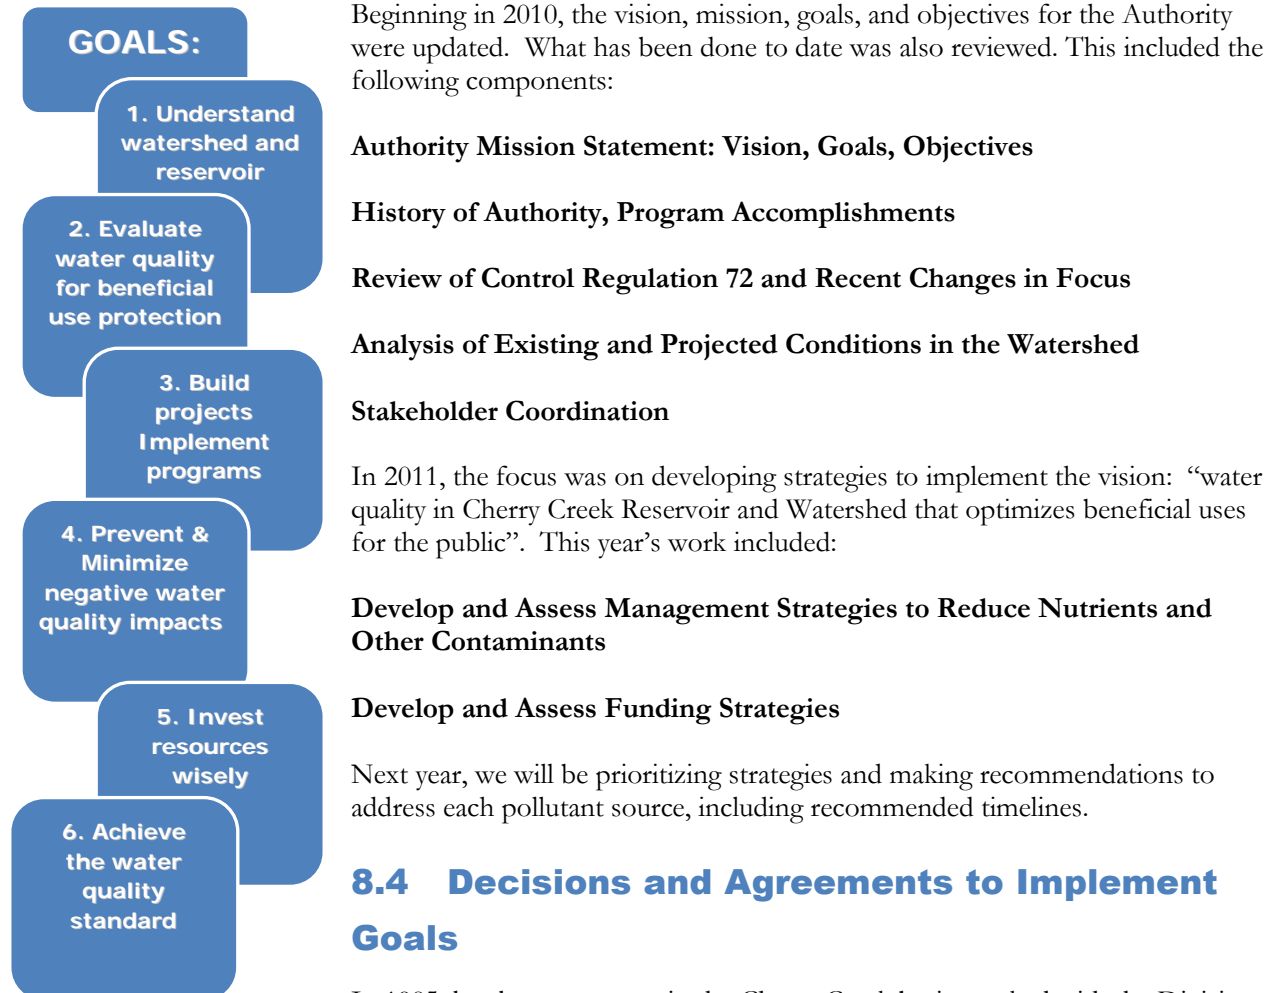 GOALS:
1. Understand
watershed and
reservoir
2. Evaluate
water quality
for beneficial
use protection
3. Build
projects
Implement
programs
4. Prevent &
Minimize
negative water
quality impacts
5. Invest
resources
wisely
6. Achieve
the water
quality
standard
Beginning in 2010, the vision, mission, goals, and objectives for the Authority
were updated.  What has been done to date was also reviewed. This included the
following components:
Authority Mission Statement: Vision, Goals, Objectives
History of Authority, Program Accomplishments
Review of Control Regulation 72 and Recent Changes in Focus
Analysis of Existing and Projected Conditions in the Watershed
Stakeholder Coordination
In 2011, the focus was on developing strategies to implement the vision:  “water
quality in Cherry Creek Reservoir and Watershed that optimizes beneficial uses
for the public”.  This year’s work included:
Develop and Assess Management Strategies to Reduce Nutrients and
Other Contaminants
Develop and Assess Funding Strategies
Next year, we will be prioritizing strategies and making recommendations to
address each pollutant source, including recommended timelines.
8.4 Decisions and Agreements to Implement
Goals